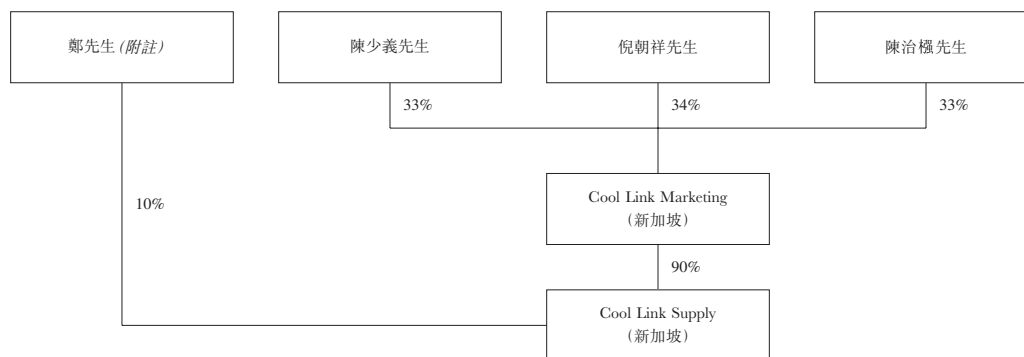 鄭先生(附註)
陳少義先生
倪朝祥先生
陳治樞先生
33%
34%
33%
Cool Link Marketing
(新加坡)
10%
90%
Cool Link Supply
(新加坡)